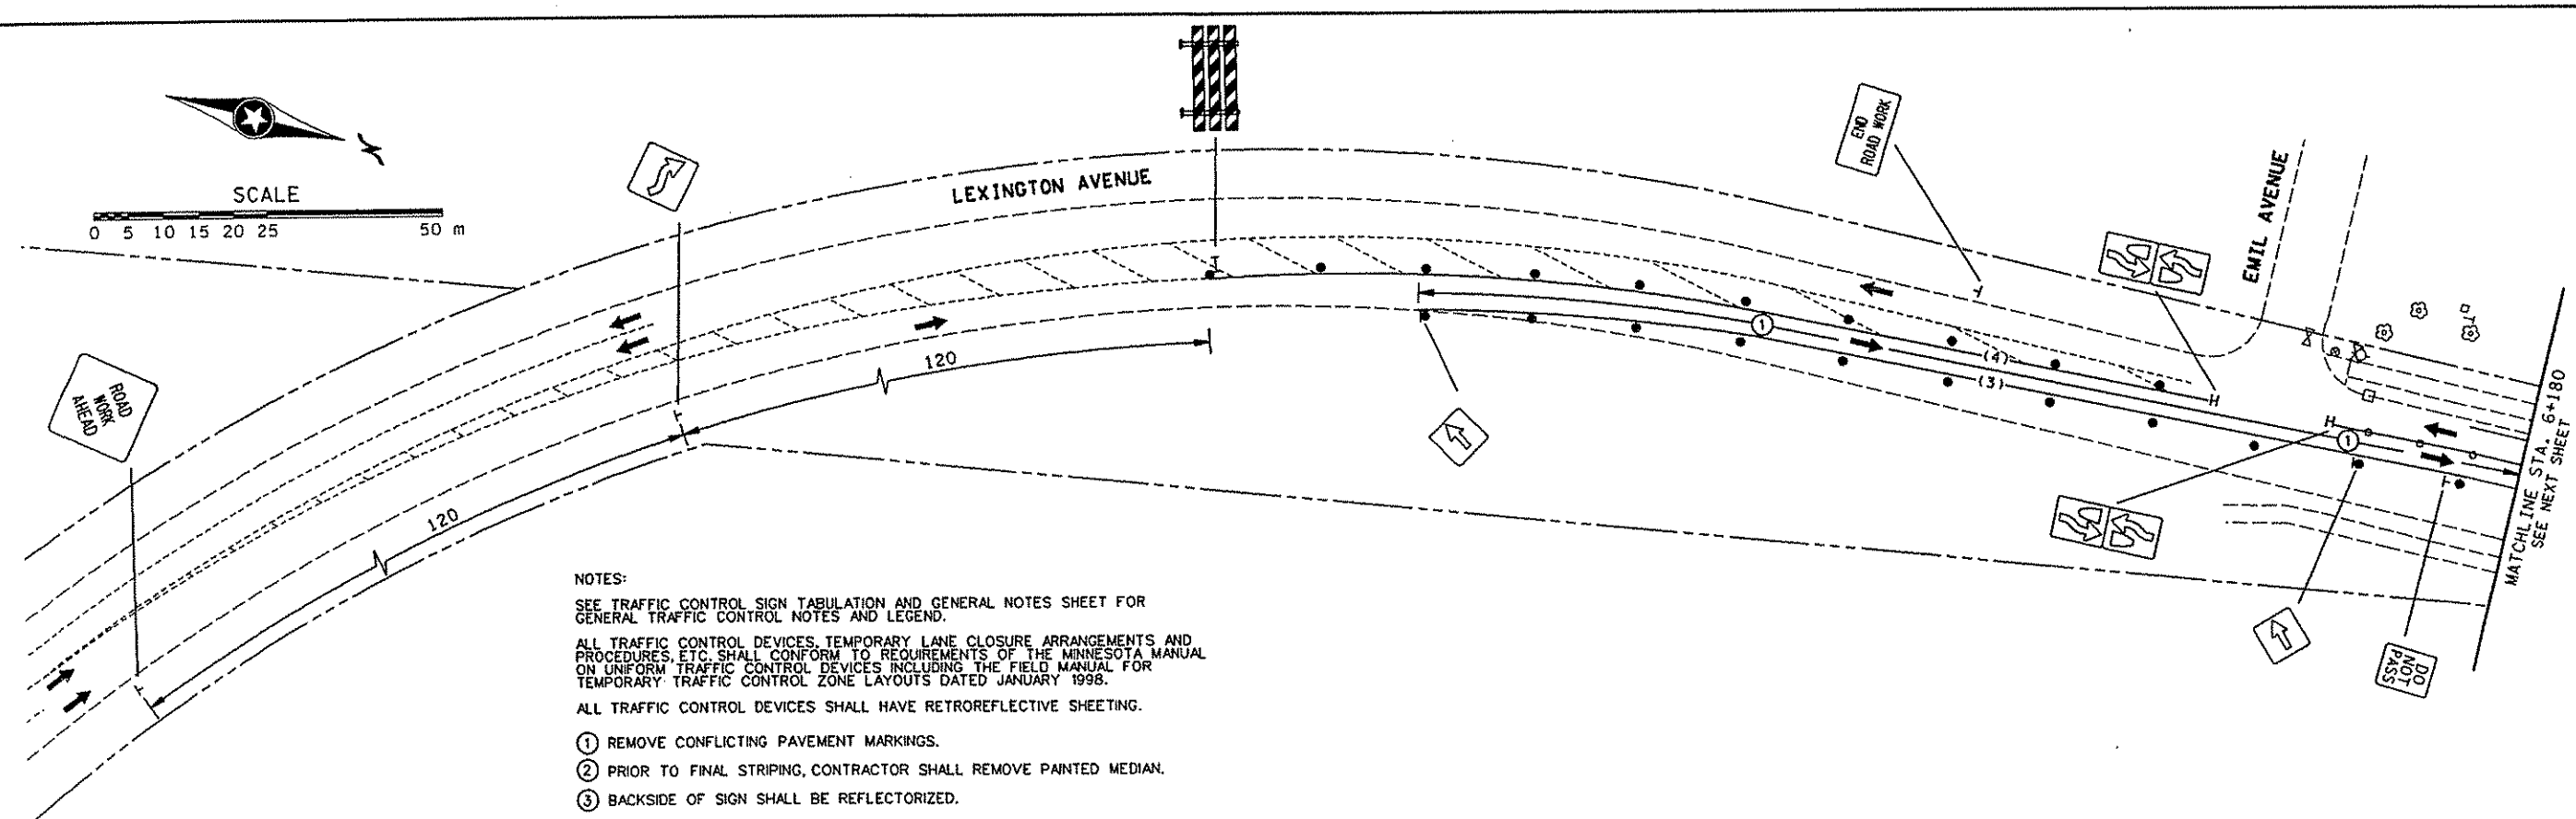 SCALE
0 5 10 15 20 25 50 m
LEXINGTON AVENUE
END
ROAD WORK
EMIL AVENUE
ROAD
WORK
AHEAD
120
120
1
(4)
(3)
H
H
1
MATCHLINE STA. 6+180
SEE NEXT SHEET
DO
NOT
PASS
NOTES:
SEE TRAFFIC CONTROL SIGN TABULATION AND GENERAL NOTES SHEET FOR
GENERAL TRAFFIC CONTROL NOTES AND LEGEND.
ALL TRAFFIC CONTROL DEVICES, TEMPORARY LANE CLOSURE ARRANGEMENTS AND
PROCEDURES, ETC. SHALL CONFORM TO REQUIREMENTS OF THE MINNESOTA MANUAL
ON UNIFORM TRAFFIC CONTROL DEVICES INCLUDING THE FIELD MANUAL FOR
TEMPORARY TRAFFIC CONTROL ZONE LAYOUTS DATED JANUARY 1998.
ALL TRAFFIC CONTROL DEVICES SHALL HAVE RETROREFLECTIVE SHEETING.
1 REMOVE CONFLICTING PAVEMENT MARKINGS.
2 PRIOR TO FINAL STRIPING, CONTRACTOR SHALL REMOVE PAINTED MEDIAN.
3 BACKSIDE OF SIGN SHALL BE REFLECTORIZED.